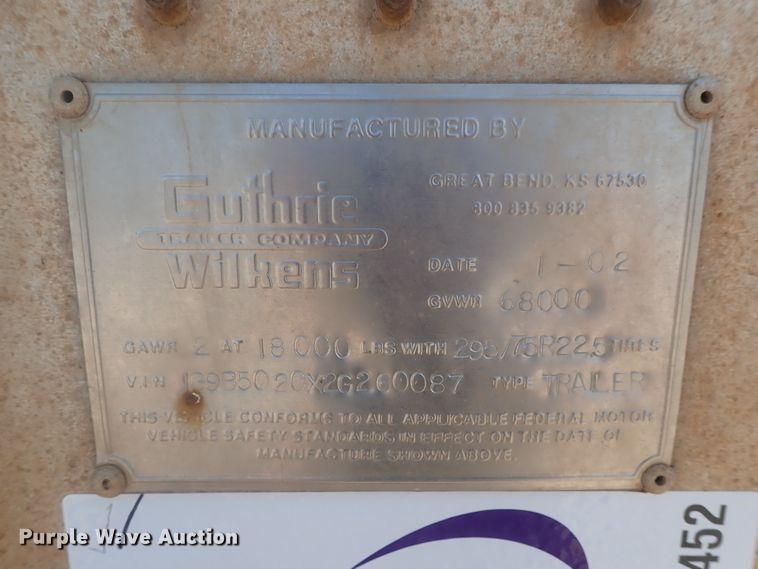 MANUFACTURED BY
Guthrie
TRAILER COMPANY
Wilkens
GREAT BEND, KS 67530
800 835 9382
DATE 1-02
GVWR 68000
GAWR 2 AT 18000 LBS WITH 295/75R22.5 TIRES
V.I.N. 1G9B5020X2G260087 TYPE TRAILER
THIS VEHICLE CONFORMS TO ALL APPLICABLE FEDERAL MOTOR
VEHICLE SAFETY STANDARDS IN EFFECT ON THE DATE OF
MANUFACTURE SHOWN ABOVE.
452
Purple Wave Auction